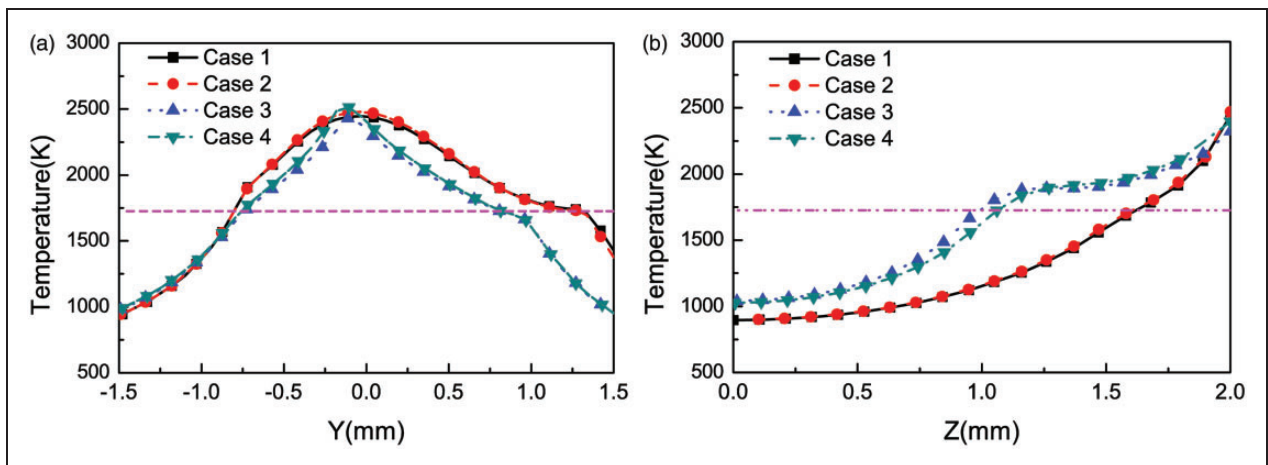 (a)
3000
2500
2000
1500
1000
500
Temperature(K)
Case 1
Case 2
Case 3
Case 4
-1.5 -1.0 -0.5 0.0 0.5 1.0 1.5
Y(mm)
(b)
3000
2500
2000
1500
1000
500
Temperature(K)
Case 1
Case 2
Case 3
Case 4
0.0 0.5 1.0 1.5 2.0
Z(mm)